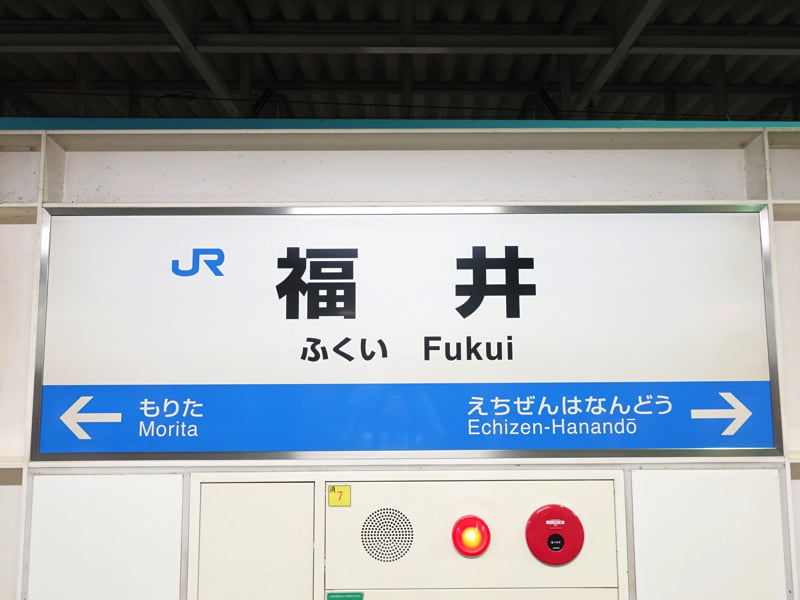 JR 福井
ふくい Fukui
もりた
Morita
えちぜんはなんどう
Echizen-Hanandō
消
7